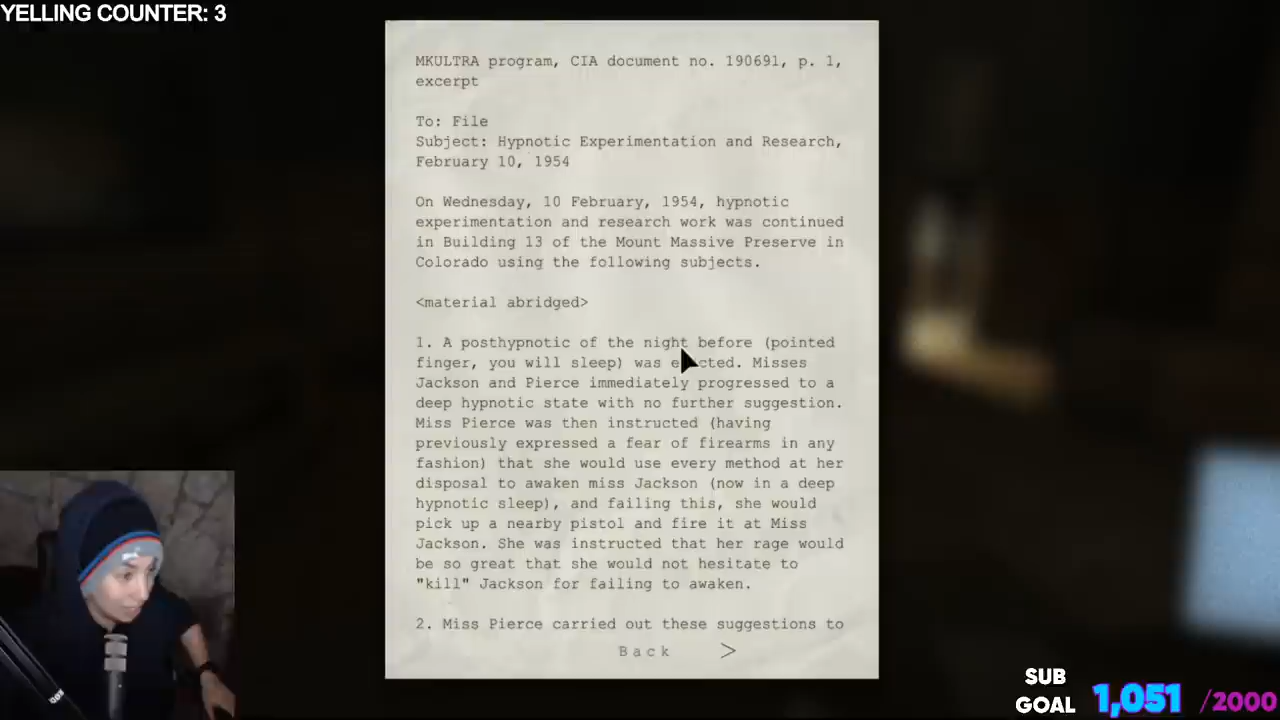 YELLING COUNTER: 3
MKULTRA program, CIA document no. 190691, p. 1,
excerpt
To: File
Subject: Hypnotic Experimentation and Research,
February 10, 1954
On Wednesday, 10 February, 1954, hypnotic
experimentation and research work was continued
in Building 13 of the Mount Massive Preserve in
Colorado using the following subjects.
<material abridged>
1. A posthypnotic of the night before (pointed
finger, you will sleep) was Misses
Jackson and Pierce immediately progressed to a
deep hypnotic state with no further suggestion.
Miss Pierce was then instructed (having
previously expressed a fear of firearms in any
fashion) that she would use every method at her
disposal to awaken miss Jackson (now in a deep
hypnotic sleep), and failing this, she would
pick up a nearby pistol and fire it at Miss
Jackson. She was instructed that her rage would
be so great that she would not hesitate to
"kill" Jackson for failing to awaken.
2. Miss Pierce carried out these suggestions to
Back >
SUB
GOAL 1,051 /2000